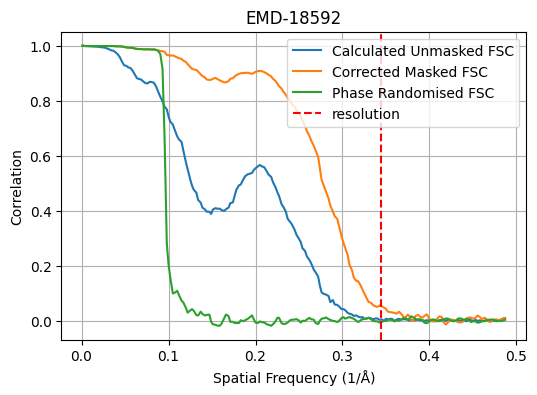 EMD-18592
Calculated Unmasked FSC
Corrected Masked FSC
Phase Randomised FSC
resolution
Correlation
1.0
0.8
0.6
0.4
0.2
0.0
0.0 0.1 0.2 0.3 0.4 0.5
Spatial Frequency (1/Å)